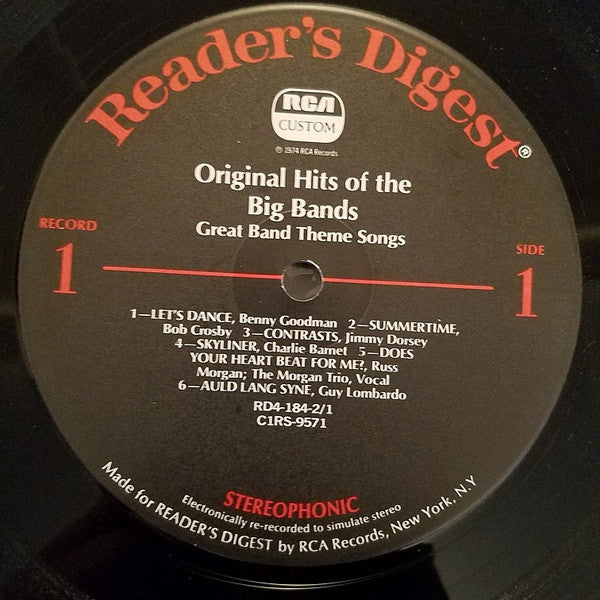 Reader's Digest®
RCA
CUSTOM
℗ 1974 RCA Records
Original Hits of the
Big Bands
Great Band Theme Songs
RECORD
1
SIDE
1
1—LET'S DANCE, Benny Goodman 2—SUMMERTIME,
Bob Crosby 3—CONTRASTS, Jimmy Dorsey
4—SKYLINER, Charlie Barnet 5—DOES
YOUR HEART BEAT FOR ME?, Russ
Morgan; The Morgan Trio, Vocal
6—AULD LANG SYNE, Guy Lombardo
RD4-184-2/1
C1RS-9571
STEREOPHONIC
Electronically re-recorded to simulate stereo
Made for READER'S DIGEST by RCA Records, New York, N.Y